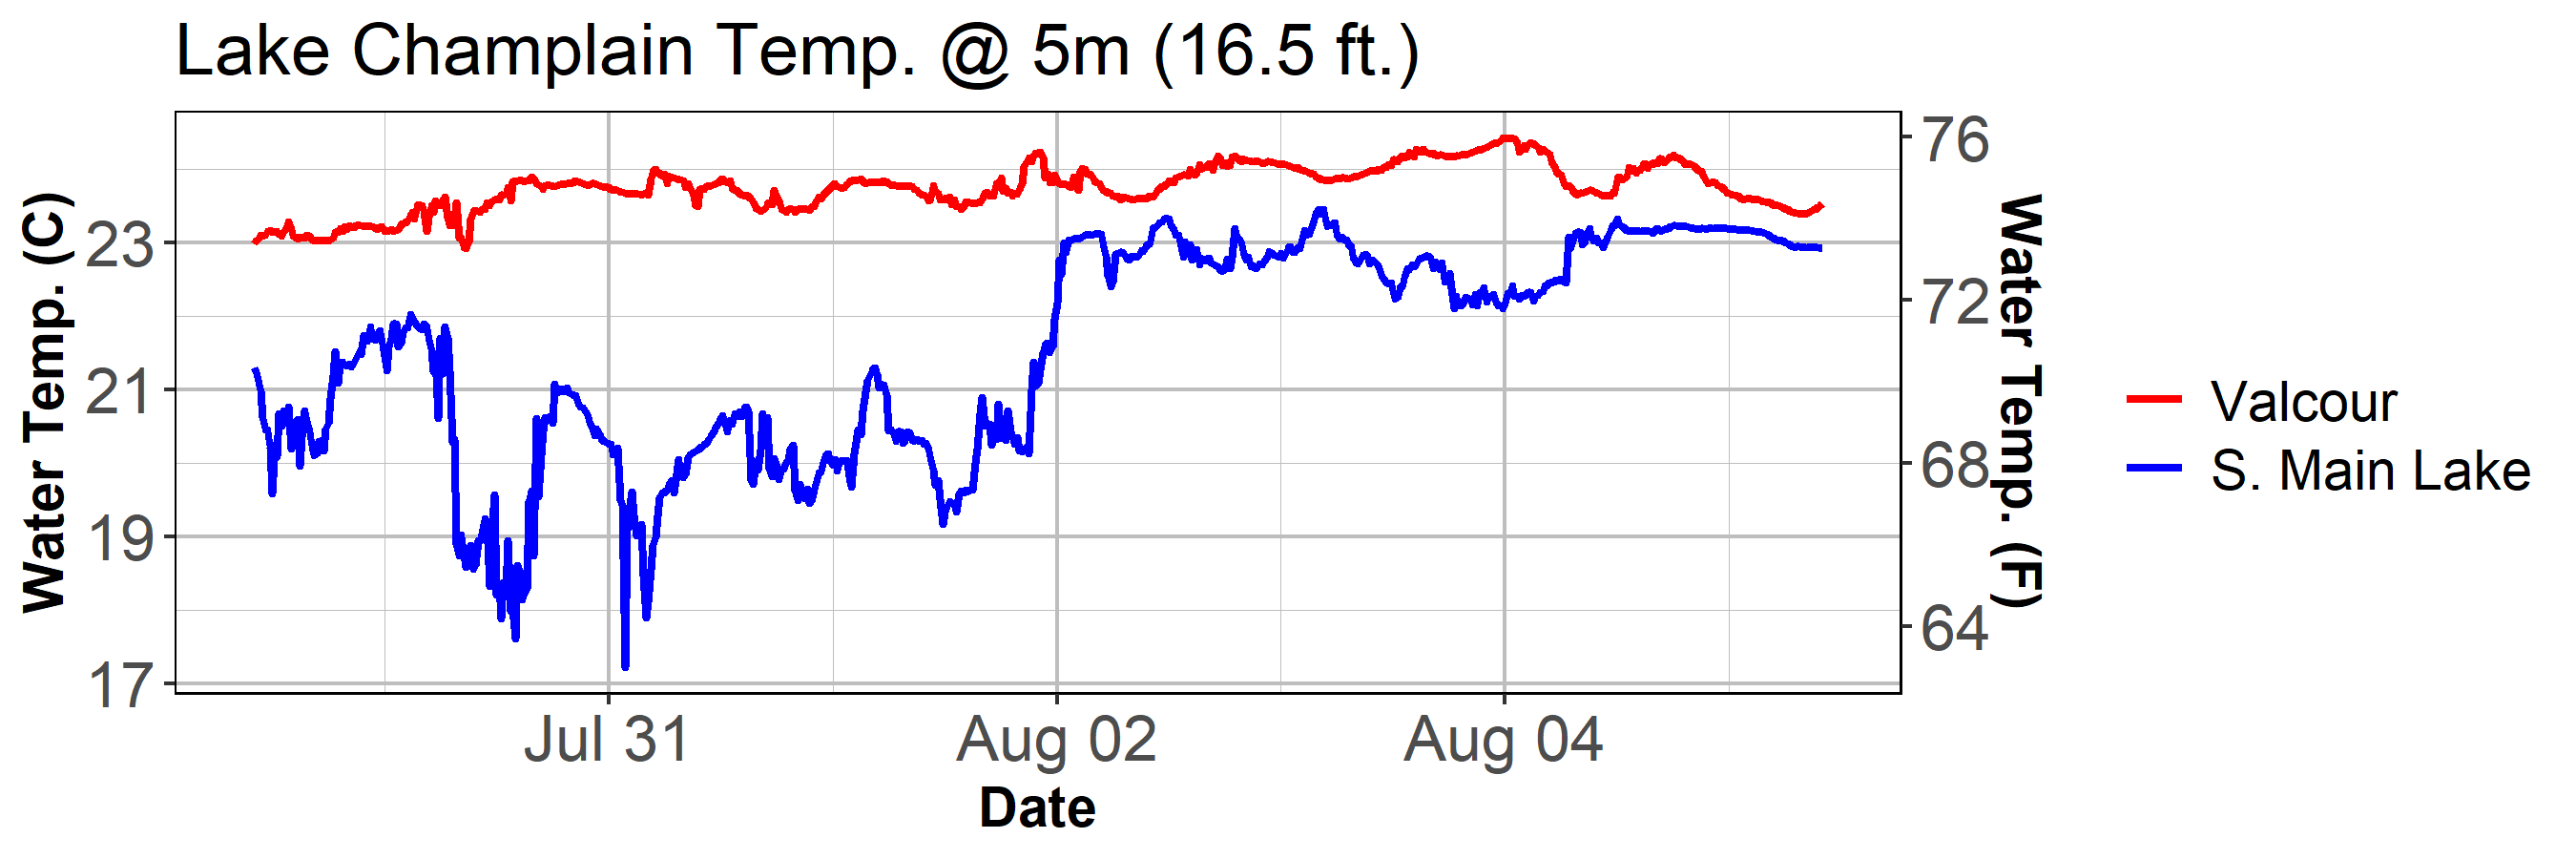 Lake Champlain Temp. @ 5m (16.5 ft.)
Water Temp. (C)
23
21
19
17
76
72
68
64
Water Temp. (F)
Jul 31
Aug 02
Aug 04
Date
Valcour
S. Main Lake